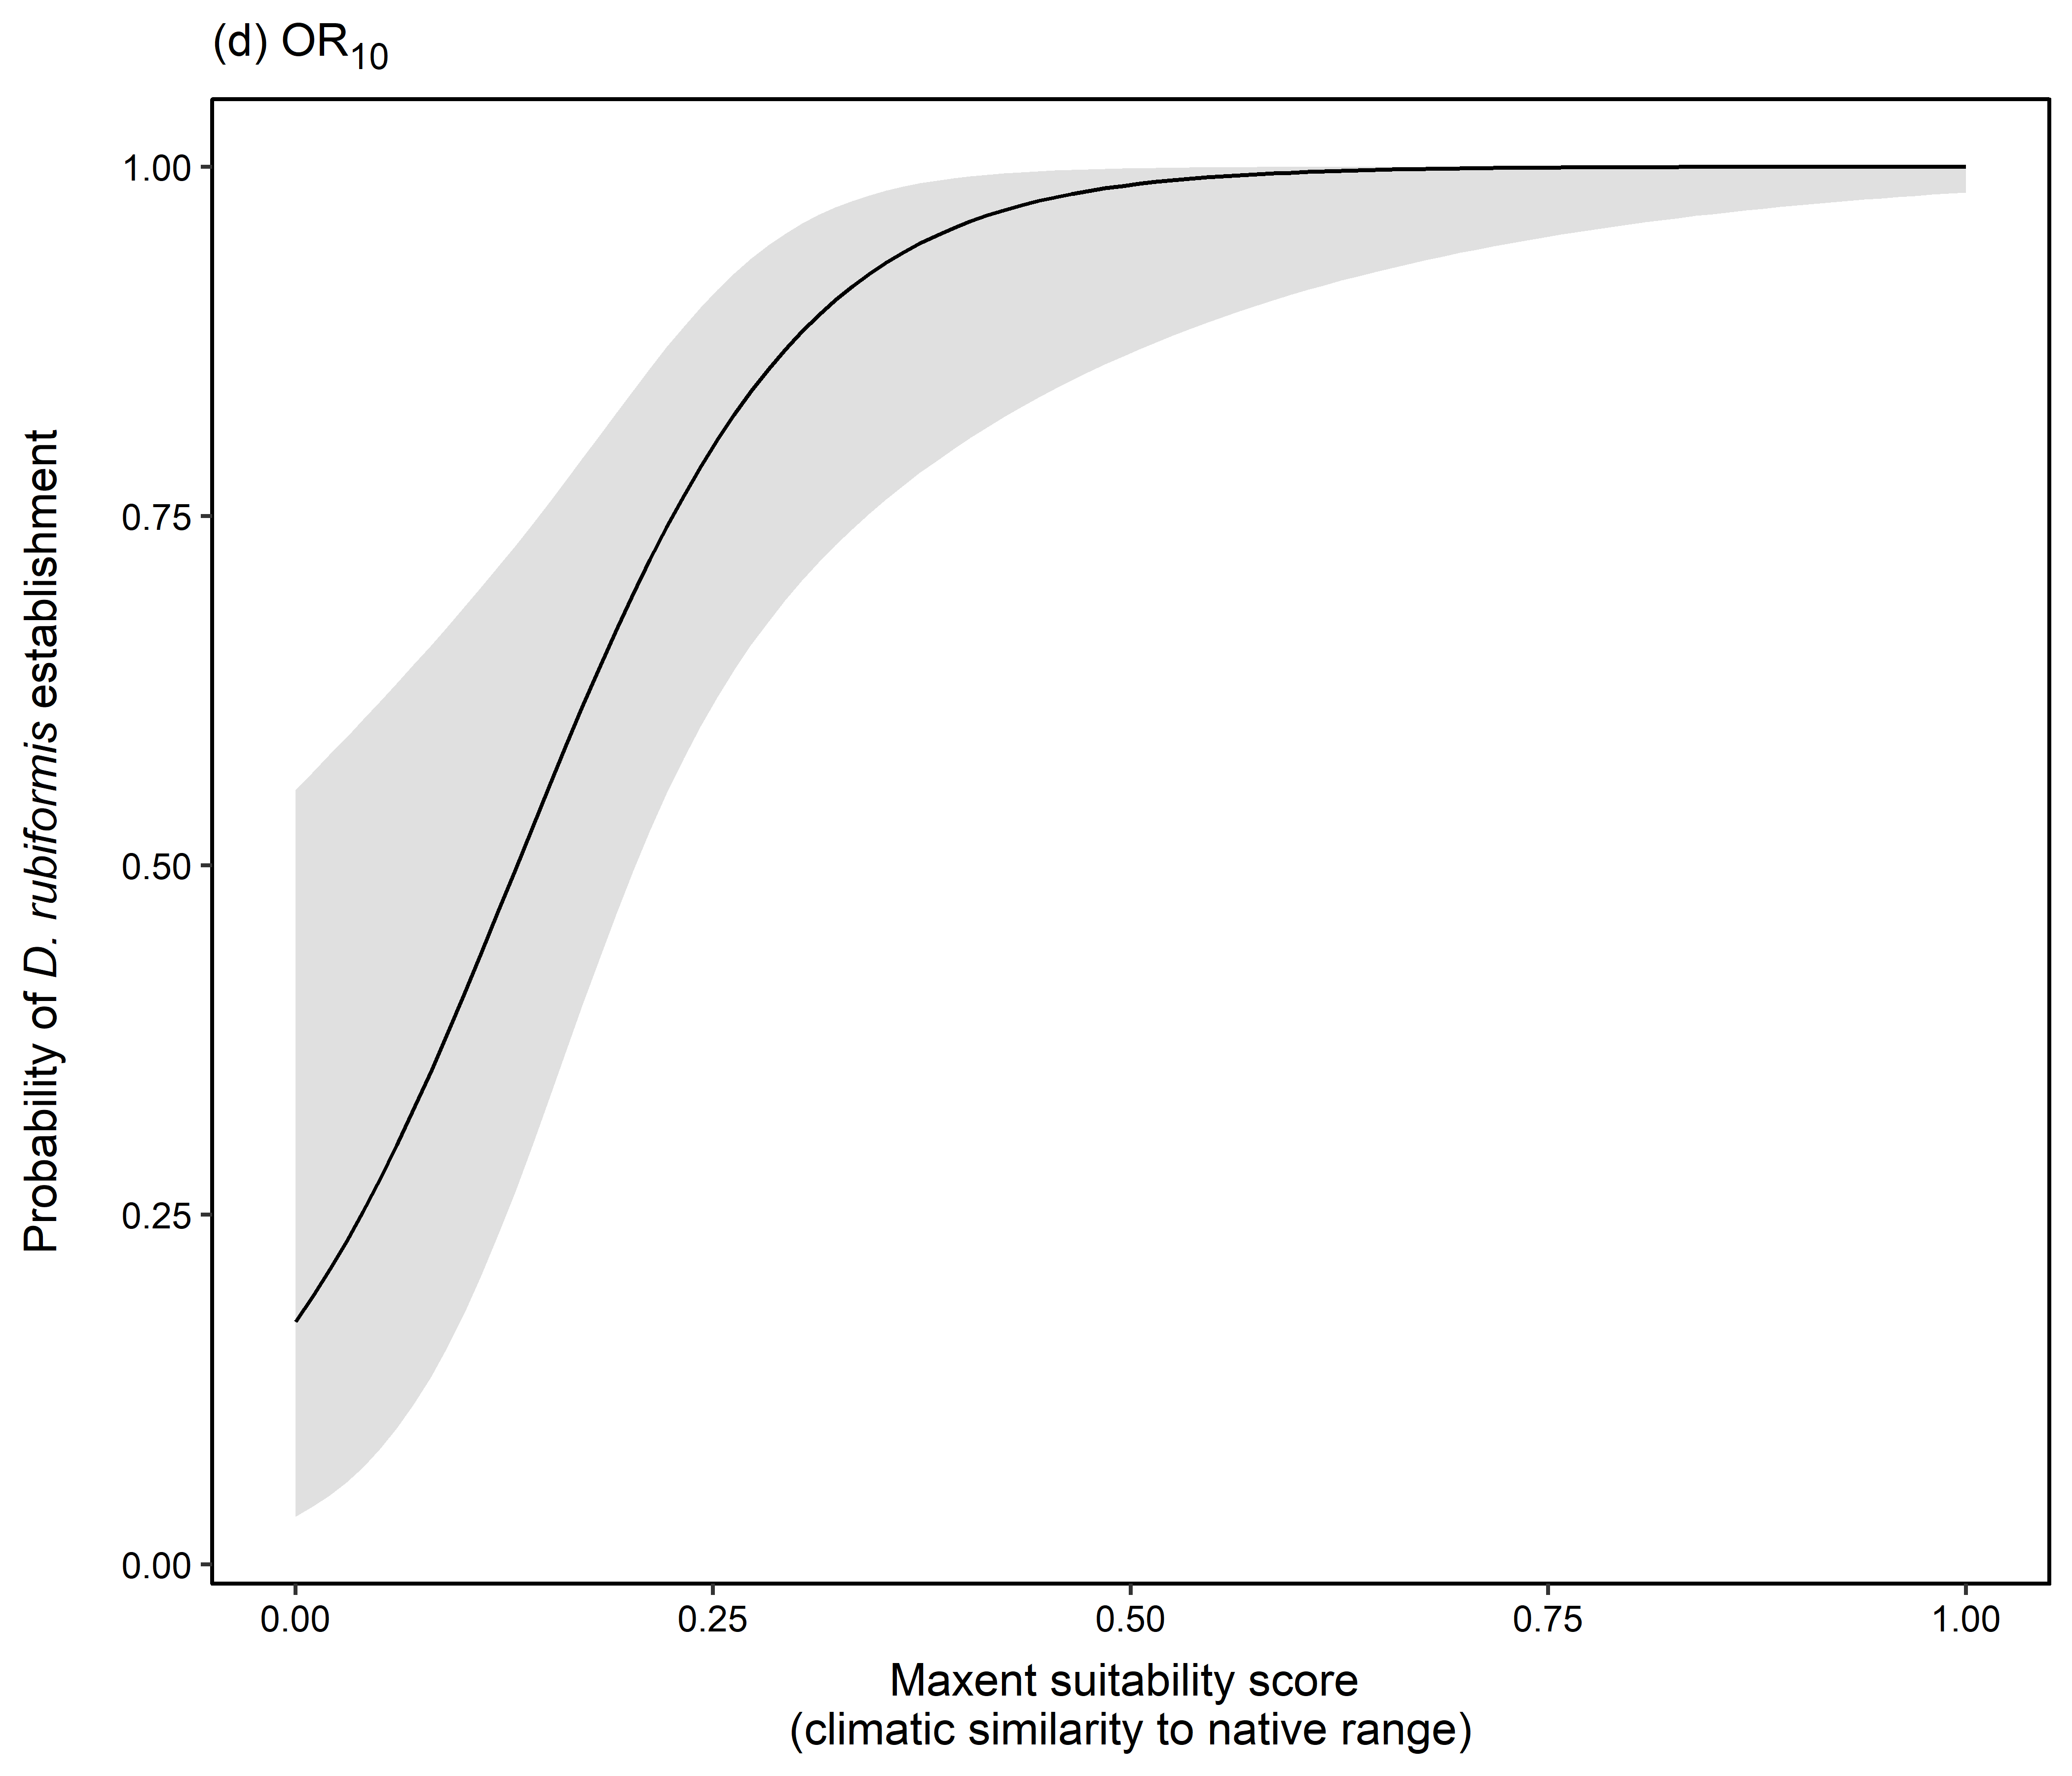 (d) OR₁₀
1.00
0.75
0.50
0.25
0.00
Probability of D. rubiformis establishment
0.00 0.25 0.50 0.75 1.00
Maxent suitability score
(climatic similarity to native range)